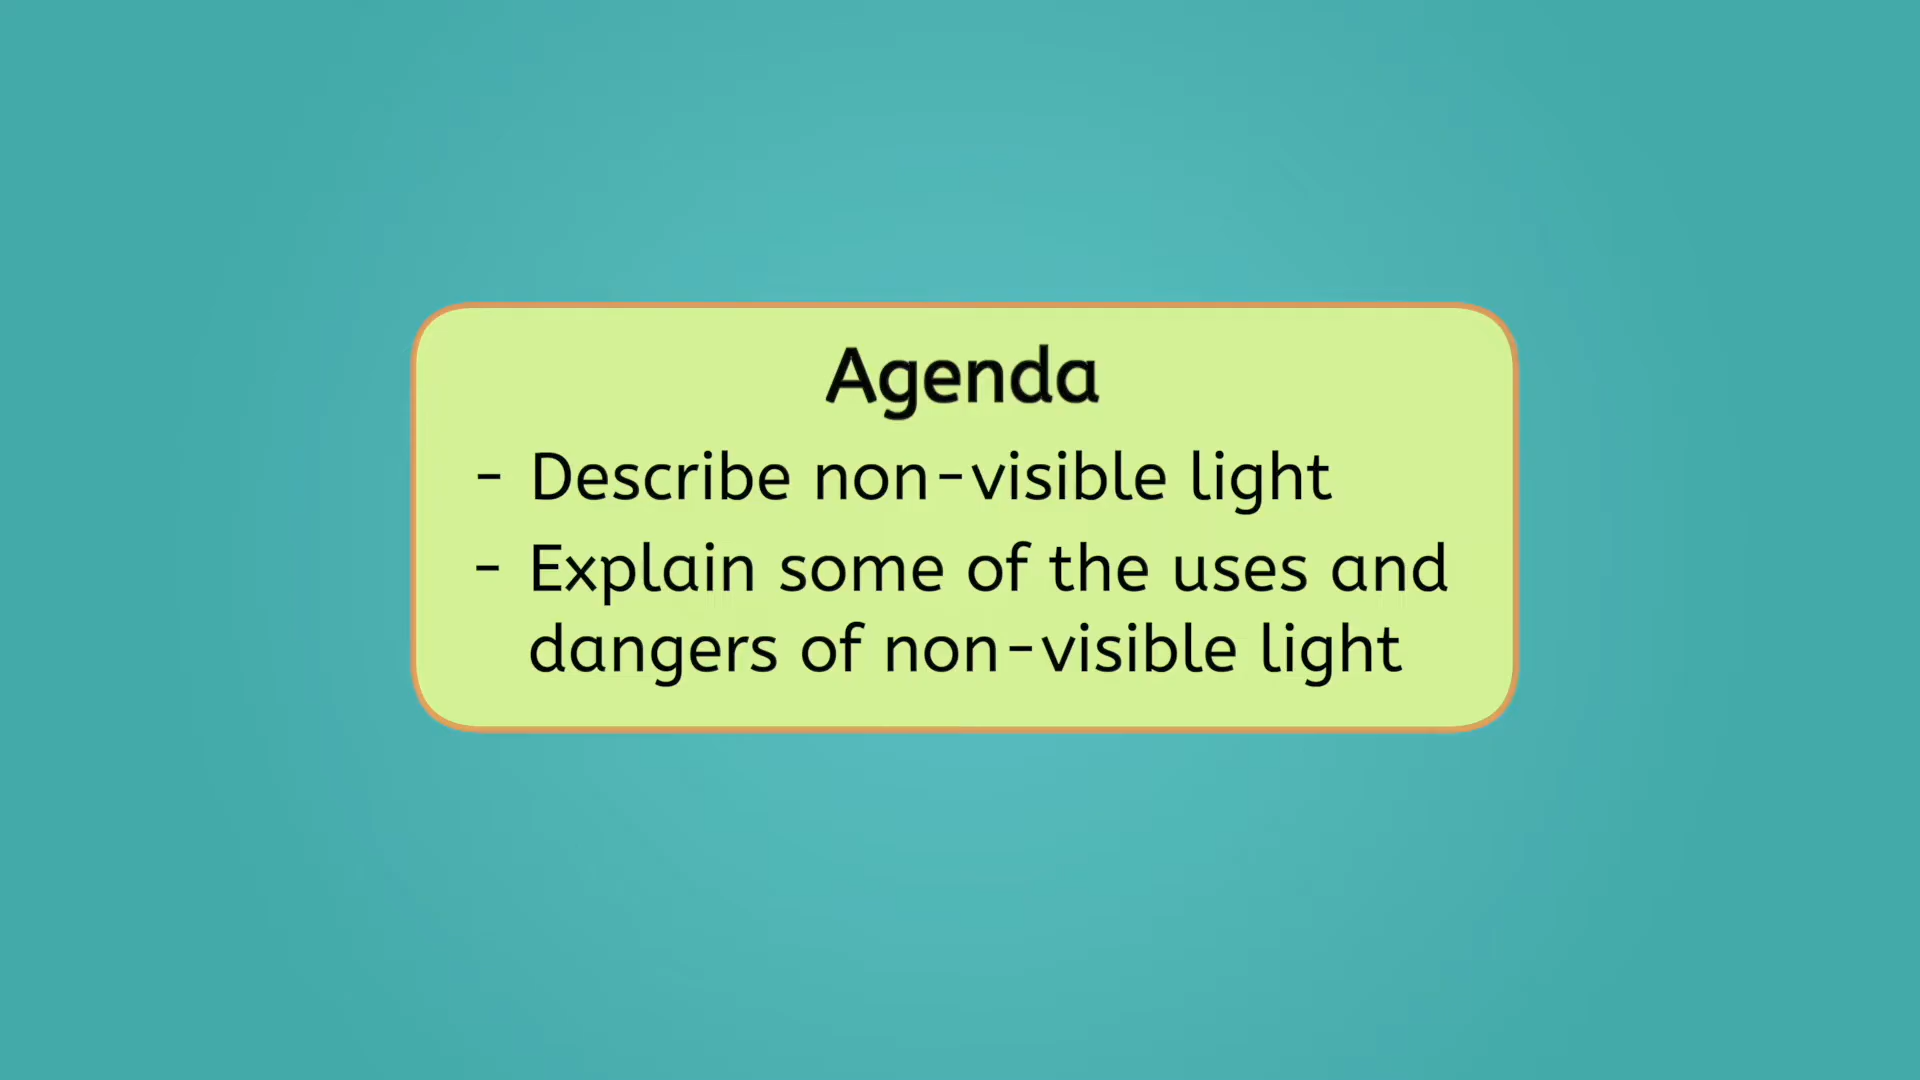 Agenda
- Describe non-visible light
- Explain some of the uses and
dangers of non-visible light